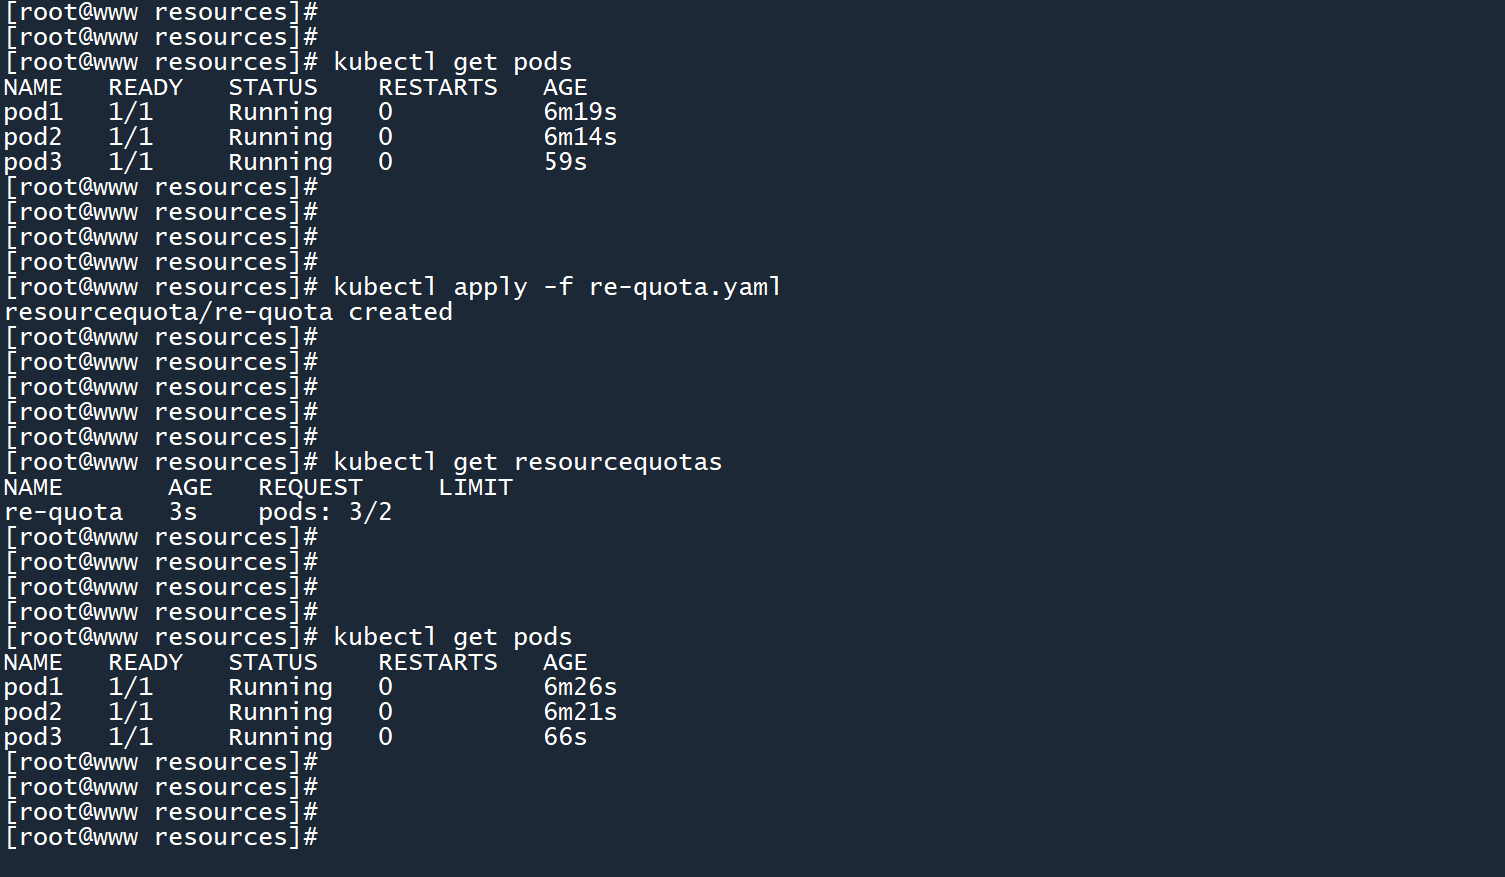 [root@www resources]#
[root@www resources]#
[root@www resources]# kubectl get pods
NAME   READY   STATUS    RESTARTS   AGE
pod1   1/1     Running   0          6m19s
pod2   1/1     Running   0          6m14s
pod3   1/1     Running   0          59s
[root@www resources]#
[root@www resources]#
[root@www resources]#
[root@www resources]#
[root@www resources]# kubectl apply -f re-quota.yaml
resourcequota/re-quota created
[root@www resources]#
[root@www resources]#
[root@www resources]#
[root@www resources]#
[root@www resources]#
[root@www resources]# kubectl get resourcequotas
NAME       AGE   REQUEST     LIMIT
re-quota   3s    pods: 3/2
[root@www resources]#
[root@www resources]#
[root@www resources]#
[root@www resources]#
[root@www resources]# kubectl get pods
NAME   READY   STATUS    RESTARTS   AGE
pod1   1/1     Running   0          6m26s
pod2   1/1     Running   0          6m21s
pod3   1/1     Running   0          66s
[root@www resources]#
[root@www resources]#
[root@www resources]#
[root@www resources]#